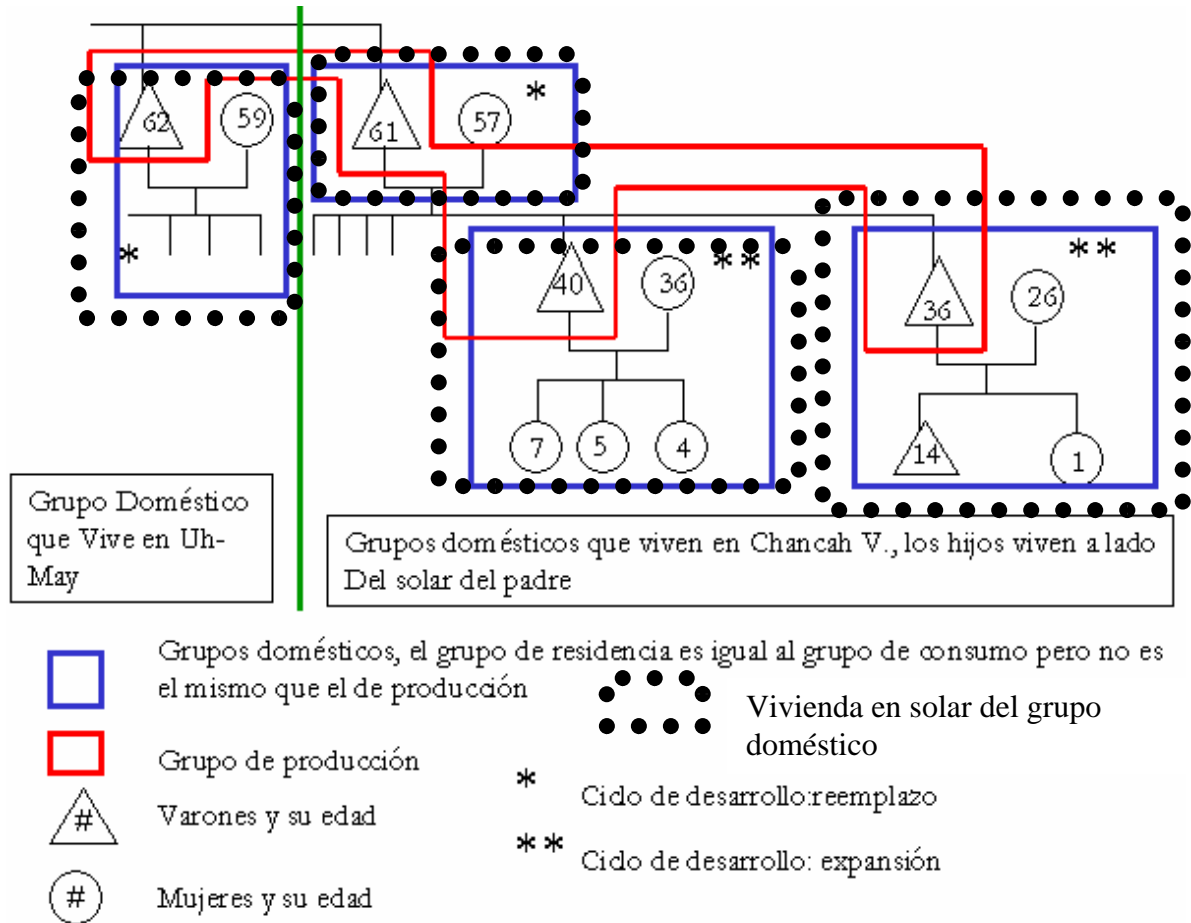 *
62
59
61
57
*
40
36
* *
36
26
* *
7
5
4
14
1
Grupo Doméstico
que Vive en Uh-
May
Grupos domésticos que viven en Chancah V., los hijos viven a lado
Del solar del padre
Grupos domésticos, el grupo de residencia es igual al grupo de consumo pero no es
el mismo que el de producción
Vivienda en solar del grupo
doméstico
Grupo de producción
*
Ciclo de desarrollo:reemplazo
#
Varones y su edad
* *
Ciclo de desarrollo: expansión
#
Mujeres y su edad